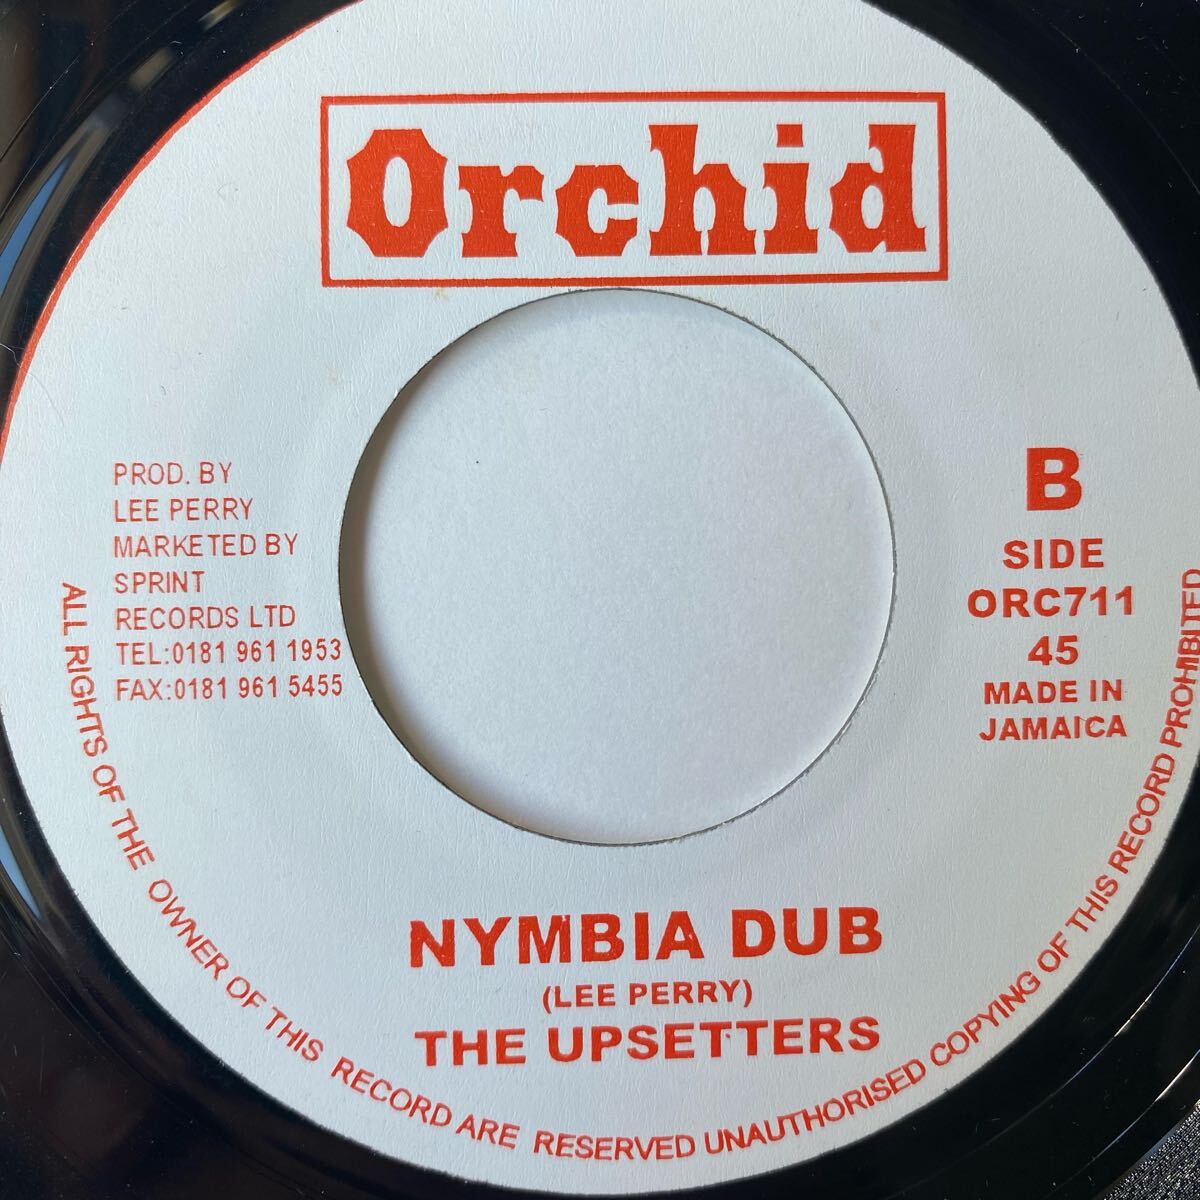 Orchid
PROD. BY
LEE PERRY
MARKETED BY
SPRINT
RECORDS LTD
TEL:0181 961 1953
FAX:0181 961 5455
B
SIDE
ORC711
45
MADE IN
JAMAICA
NYMBIA DUB
(LEE PERRY)
THE UPSETTERS
ALL RIGHTS OF THE OWNER OF THIS RECORD ARE RESERVED UNAUTHORISED COPYING OF THIS RECORD PROHIBITED